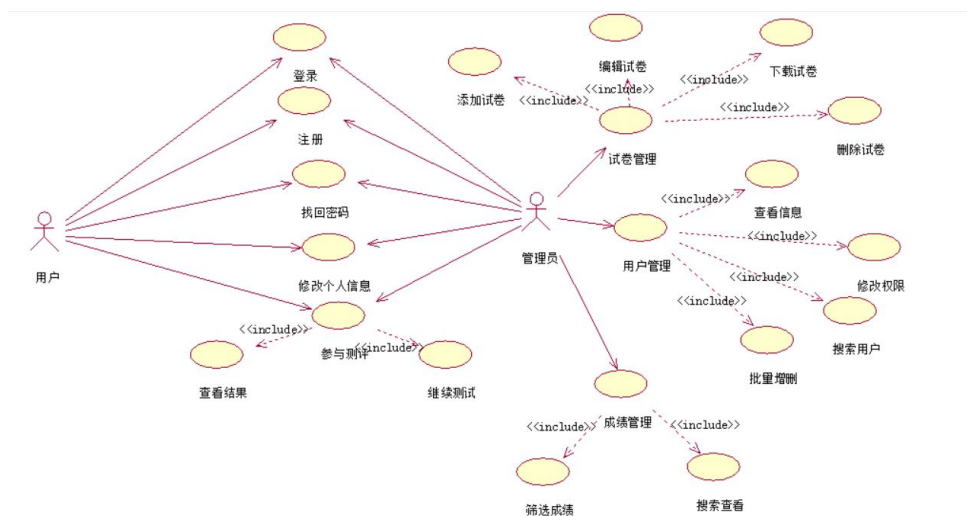 登录
编辑试卷
下载试卷
添加试卷
<<include>>
<<include>>
<<include>>
<<include>>
注册
试卷管理
删除试卷
找回密码
<<include>>
查看信息
用户
管理员
用户管理
<<include>>
修改个人信息
修改权限
<<include>>
<<include>>
搜索用户
<<include>>
参与测评
<<include>>
批量增删
查看结果
继续测试
成绩管理
<<include>>
<<include>>
筛选成绩
搜索查看